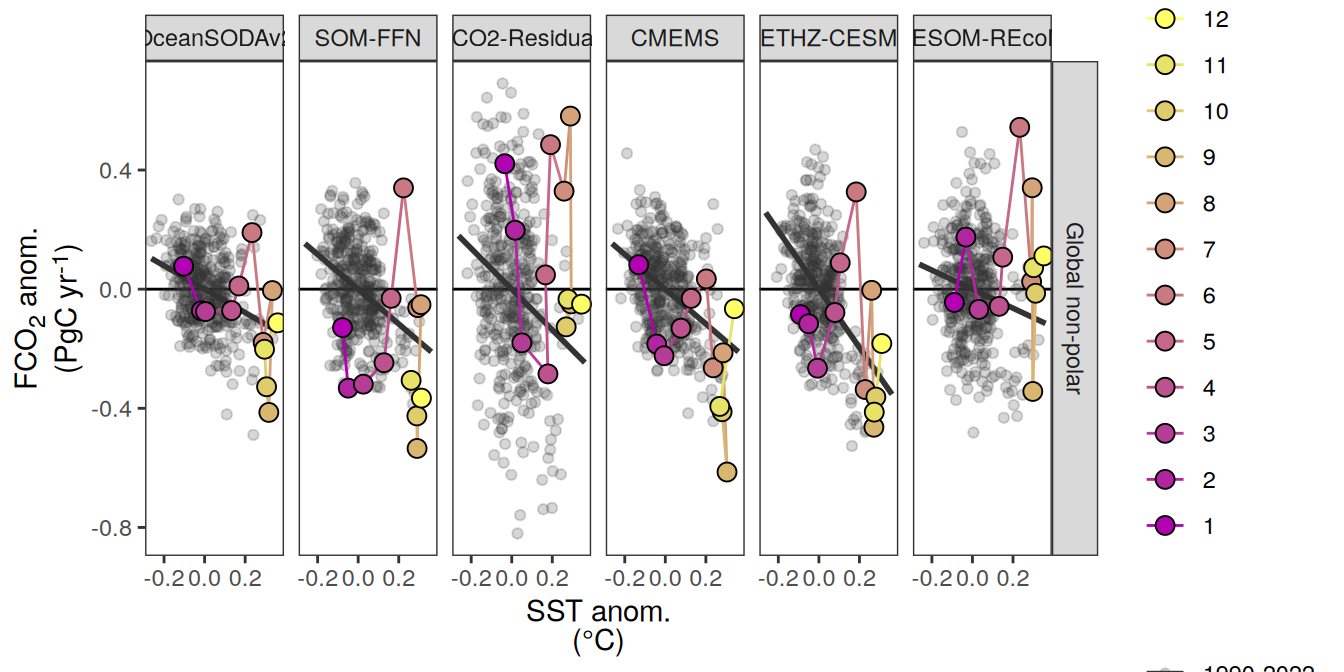 OceanSODAv2 SOM-FFN CO2-Residual CMEMS ETHZ-CESM FESOM-REcoM
12
11
10
9
8
7
6
5
4
3
2
1
0.4
0.0
-0.4
-0.8
FCO2 anom.
(PgC yr-1)
Global non-polar
-0.2 0.0 0.2 -0.2 0.0 0.2 -0.2 0.0 0.2 -0.2 0.0 0.2 -0.2 0.0 0.2 -0.2 0.0 0.2
SST anom.
(°C)